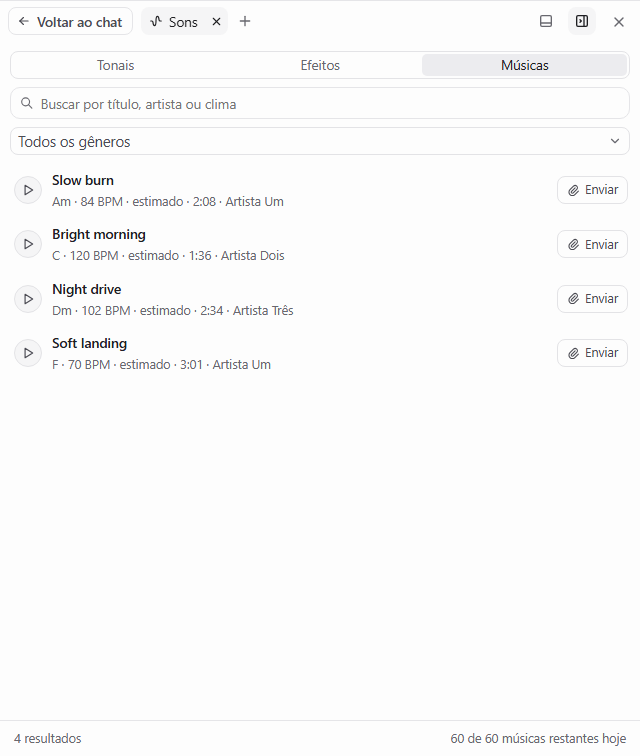 Voltar ao chat
Sons
Tonais
Efeitos
Músicas
Buscar por título, artista ou clima
Todos os gêneros
Slow burn
Am · 84 BPM · estimado · 2:08 · Artista Um
Enviar
Bright morning
C · 120 BPM · estimado · 1:36 · Artista Dois
Enviar
Night drive
Dm · 102 BPM · estimado · 2:34 · Artista Três
Enviar
Soft landing
F · 70 BPM · estimado · 3:01 · Artista Um
Enviar
4 resultados
60 de 60 músicas restantes hoje